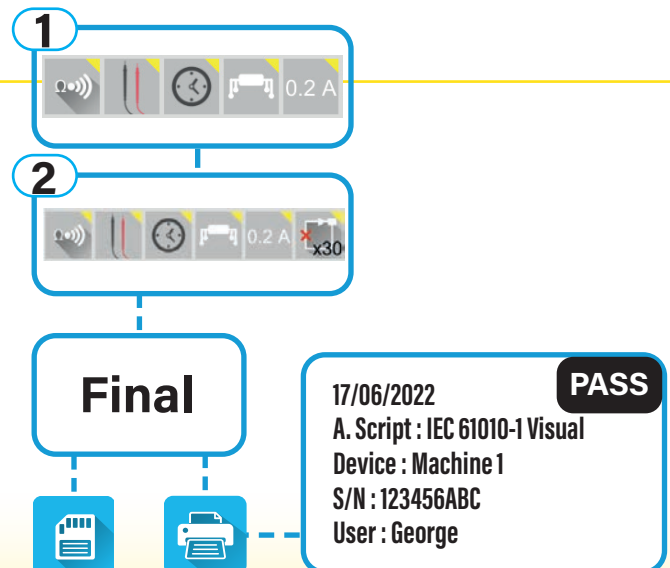 1
Ω 0.2 A
2
Ω 0.2 A x30
Final
PASS
17/06/2022
A. Script : IEC 61010-1 Visual
Device : Machine 1
S/N : 123456ABC
User : George